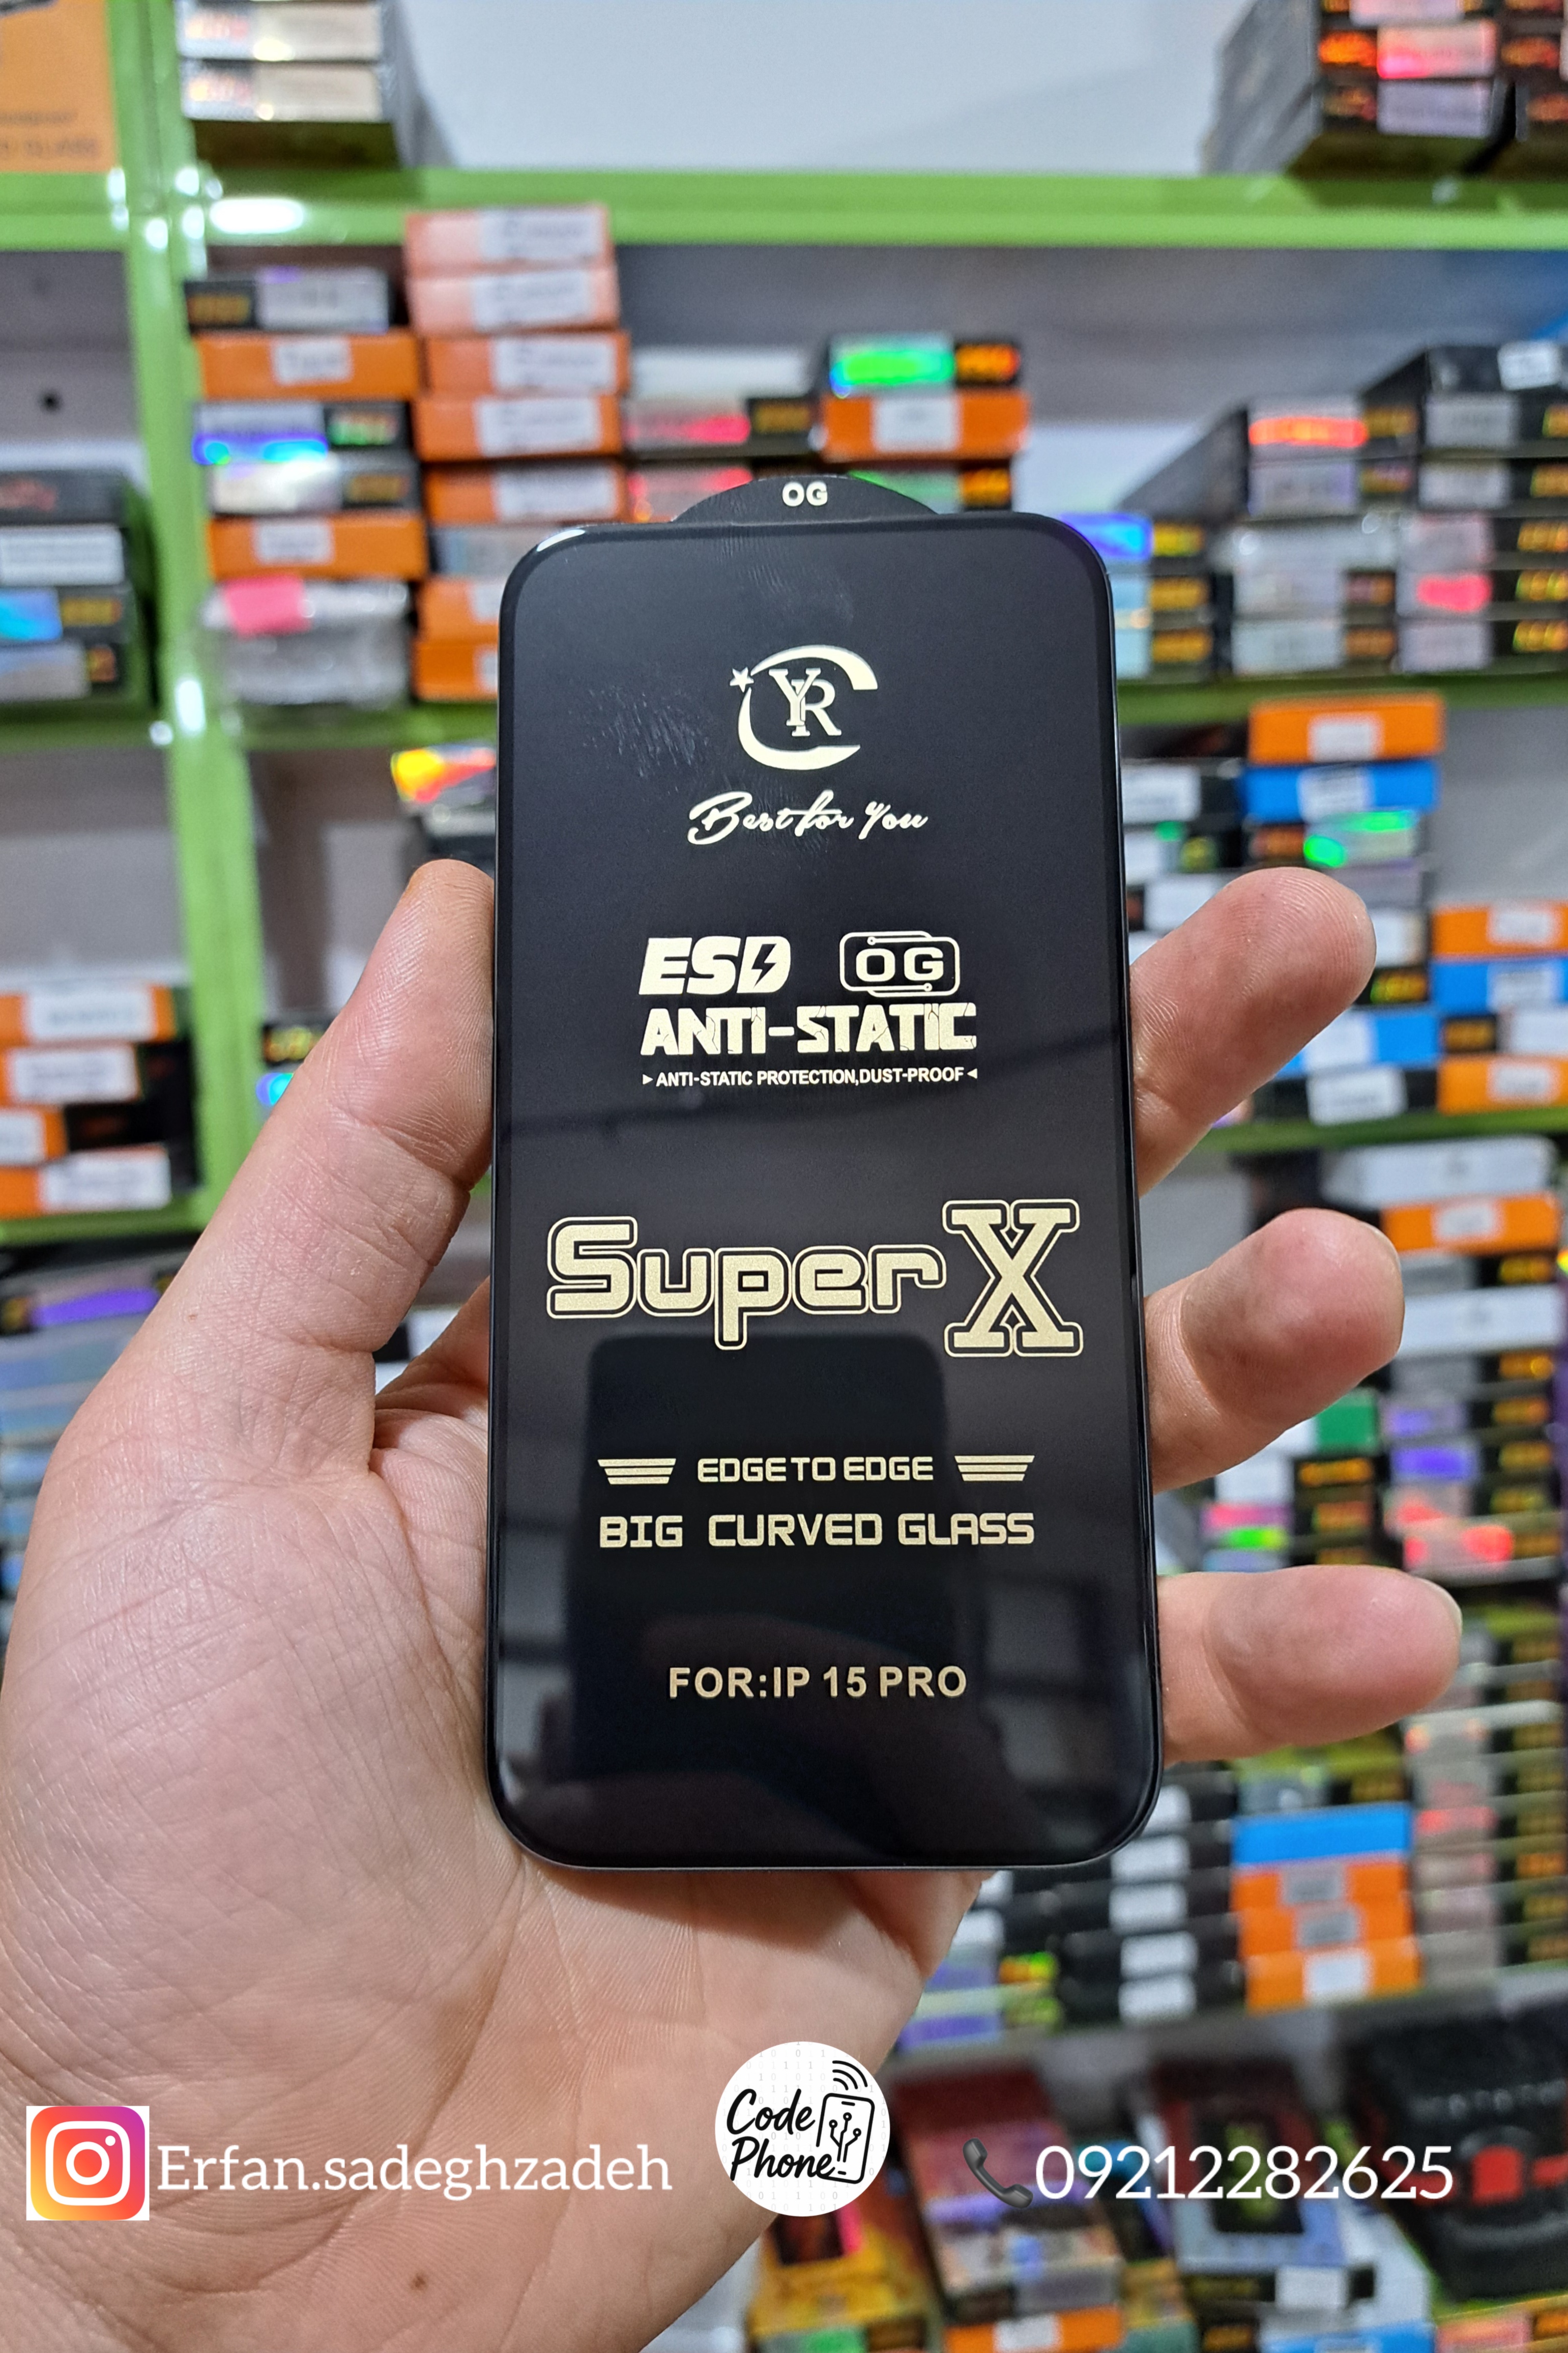 OG
YR
Best for You
ESD OG
ANTI-STATIC
ANTI-STATIC PROTECTION,DUST-PROOF
Super X
EDGE TO EDGE
BIG CURVED GLASS
FOR:IP 15 PRO
Code
Phone
Erfan.sadeghzadeh
09212282625